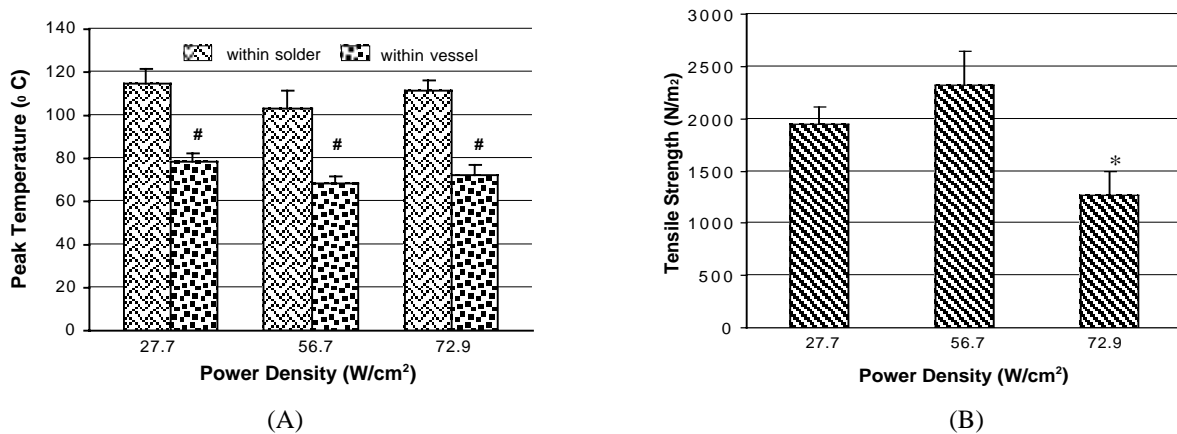 140
120
100
80
60
40
20
0
Peak Temperature (0 C)
within solder within vessel
# # #
27.7 56.7 72.9
Power Density (W/cm²)
(A)
3000
2500
2000
1500
1000
500
0
Tensile Strength (N/m2)
*
27.7 56.7 72.9
Power Density (W/cm²)
(B)